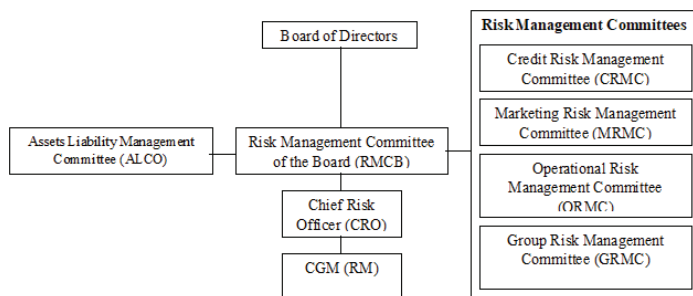 Board of Directors
Assets Liability Management
Committee (ALCO)
Risk Management Committee
of the Board (RMCB)
Chief Risk
Officer (CRO)
CGM (RM)
Risk Management Committees
Credit Risk Management
Committee (CRMC)
Marketing Risk Management
Committee (MRMC)
Operational Risk
Management Committee
(ORMC)
Group Risk Management
Committee (GRMC)